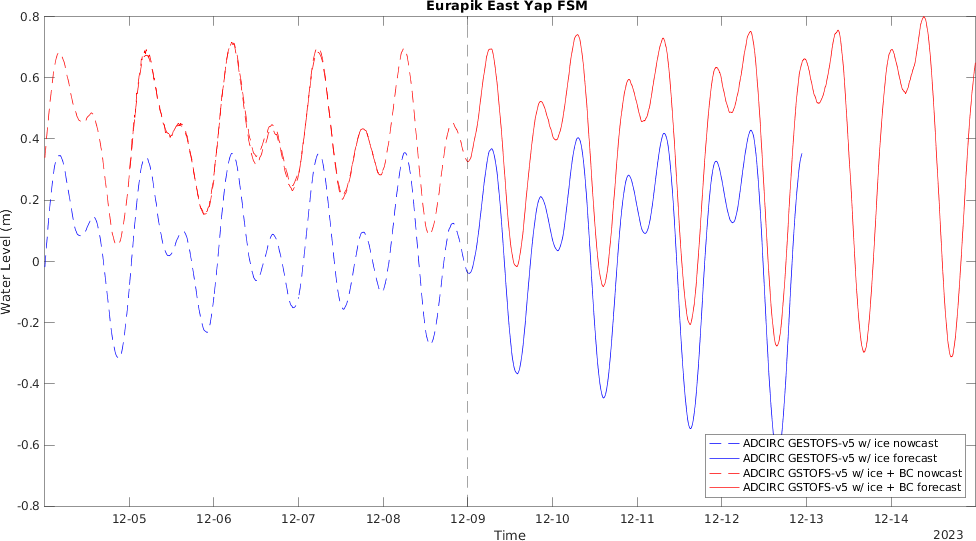 Eurapik East Yap FSM
0.8
0.6
0.4
0.2
0
-0.2
-0.4
-0.6
-0.8
Water Level (m)
12-05 12-06 12-07 12-08 12-09 12-10 12-11 12-12 12-13 12-14
Time
2023
ADCIRC GESTOFS-v5 w/ ice nowcast
ADCIRC GESTOFS-v5 w/ ice forecast
ADCIRC GSTOFS-v5 w/ ice + BC nowcast
ADCIRC GSTOFS-v5 w/ ice + BC forecast